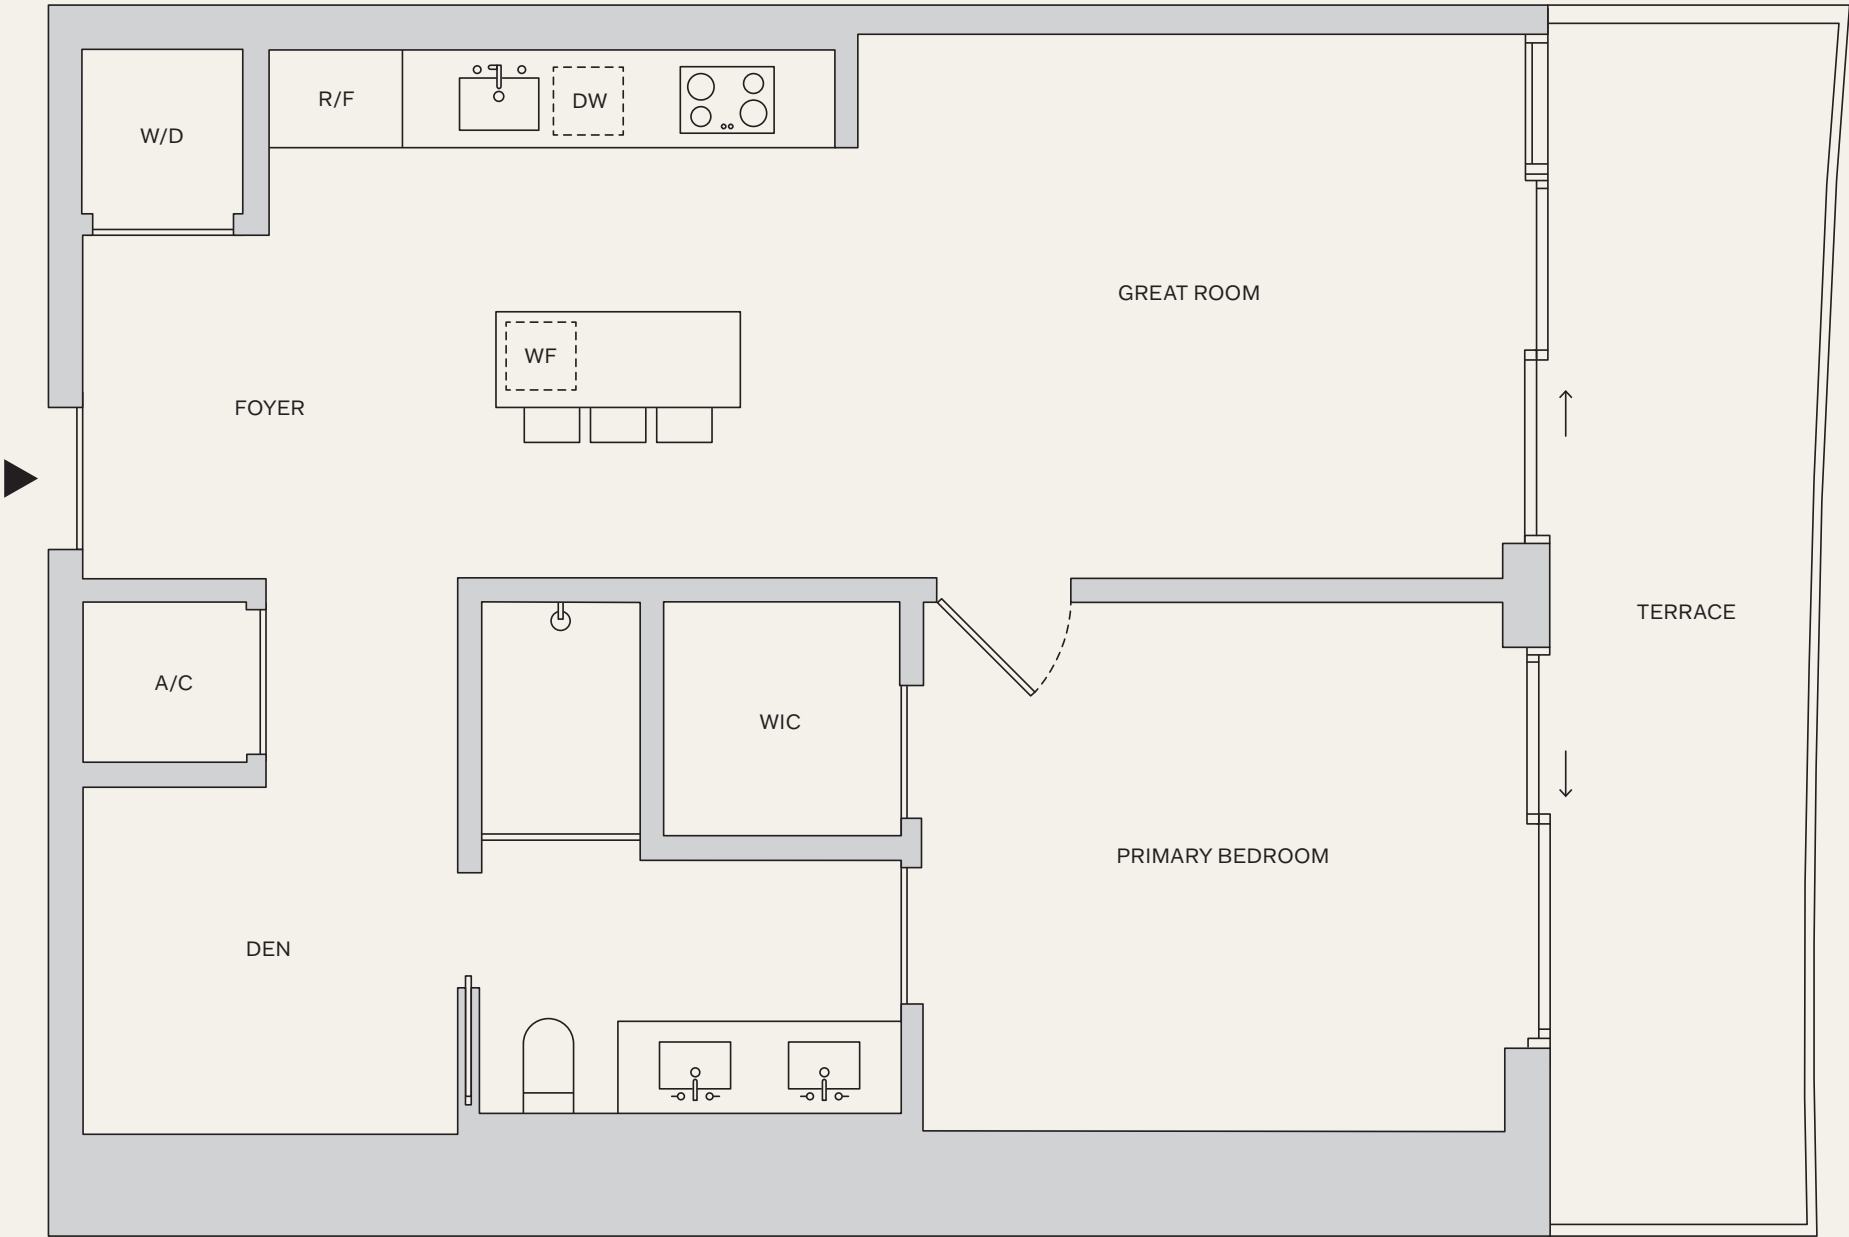 R/F
DW
W/D
GREAT ROOM
WF
FOYER
TERRACE
A/C
WIC
PRIMARY BEDROOM
DEN